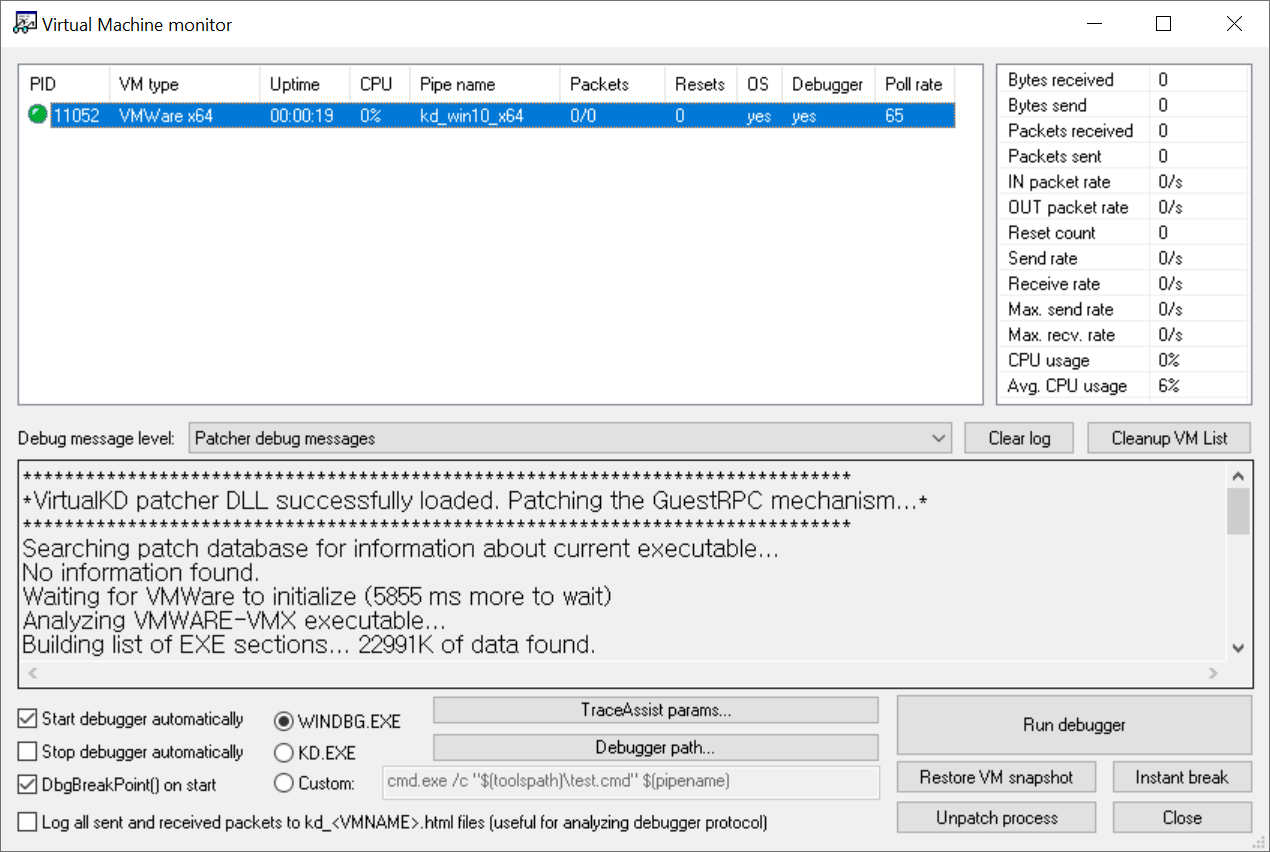 Virtual Machine monitor
PID VM type Uptime CPU Pipe name Packets Resets OS Debugger Poll rate
11052 VMWare x64 00:00:19 0% kd_win10_x64 0/0 0 yes yes 65
Bytes received 0
Bytes send 0
Packets received 0
Packets sent 0
IN packet rate 0/s
OUT packet rate 0/s
Reset count 0
Send rate 0/s
Receive rate 0/s
Max. send rate 0/s
Max. recv. rate 0/s
CPU usage 0%
Avg. CPU usage 6%
Debug message level: Patcher debug messages Clear log Cleanup VM List
*******************************************************************************
*VirtualKD patcher DLL successfully loaded. Patching the GuestRPC mechanism...*
*******************************************************************************
Searching patch database for information about current executable...
No information found.
Waiting for VMWare to initialize (5855 ms more to wait)
Analyzing VMWARE-VMX executable...
Building list of EXE sections... 22991K of data found.
Start debugger automatically WINDBG.EXE TraceAssist params... Run debugger
Stop debugger automatically KD.EXE Debugger path...
DbgBreakPoint() on start Custom: cmd.exe /c "$(toolspath)\test.cmd" $(pipename) Restore VM snapshot Instant break
Log all sent and received packets to kd_<VMNAME>.html files (useful for analyzing debugger protocol) Unpatch process Close